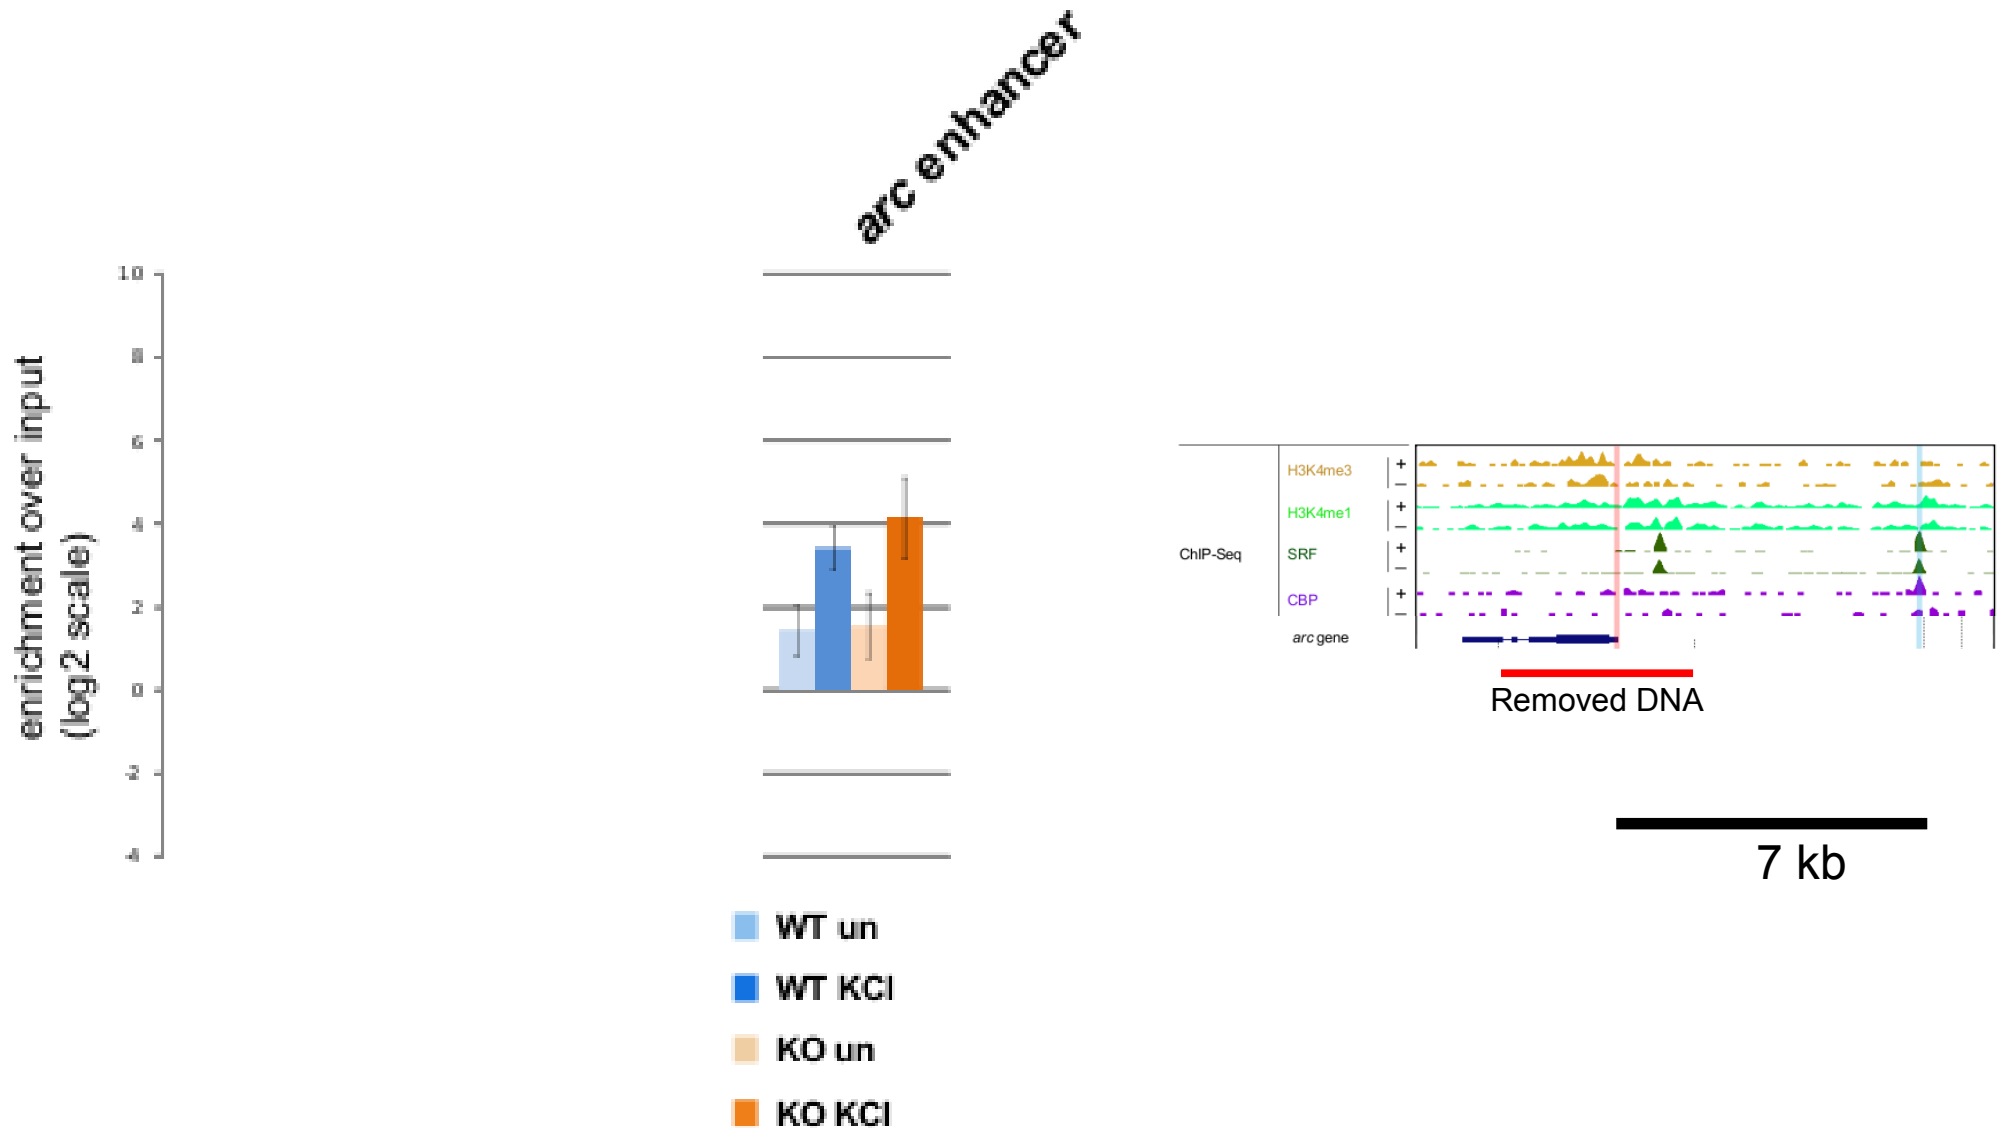 arc enhancer
enrichment over input
(log2 scale)
10
8
6
4
2
0
-2
-4
WT un
WT KCl
KO un
KO KCl
ChIP-Seq
H3K4me3
+
−
H3K4me1
+
−
SRF
+
−
CBP
+
−
arc gene
Removed DNA
7 kb